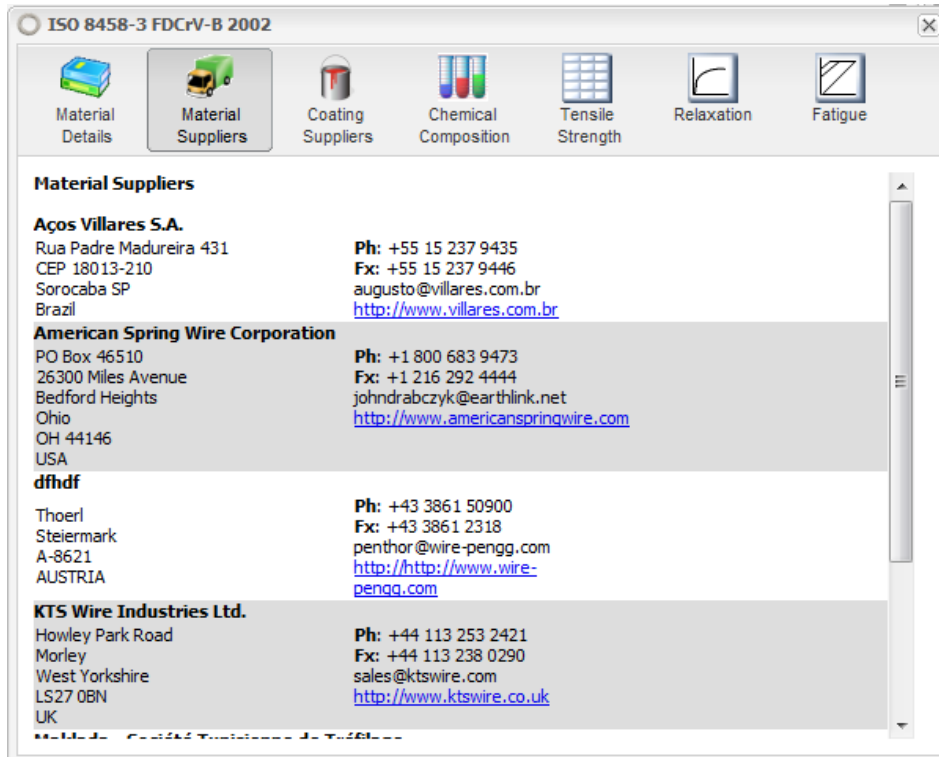 ISO 8458-3 FDCrV-B 2002
Material Details
Material Suppliers
Coating Suppliers
Chemical Composition
Tensile Strength
Relaxation
Fatigue
Material Suppliers
Aços Villares S.A.
Rua Padre Madureira 431
CEP 18013-210
Sorocaba SP
Brazil
Ph: +55 15 237 9435
Fx: +55 15 237 9446
augusto@villares.com.br
http://www.villares.com.br
American Spring Wire Corporation
PO Box 46510
26300 Miles Avenue
Bedford Heights
Ohio
OH 44146
USA
Ph: +1 800 683 9473
Fx: +1 216 292 4444
johndrabczyk@earthlink.net
http://www.americanspringwire.com
dfhdf
Thoerl
Steiermark
A-8621
AUSTRIA
Ph: +43 3861 50900
Fx: +43 3861 2318
penthor@wire-pengg.com
http://http://www.wire-
pengg.com
KTS Wire Industries Ltd.
Howley Park Road
Morley
West Yorkshire
LS27 0BN
UK
Ph: +44 113 253 2421
Fx: +44 113 238 0290
sales@ktswire.com
http://www.ktswire.co.uk